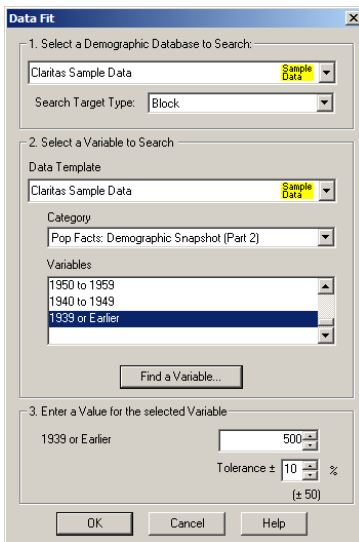 Data Fit
1. Select a Demographic Database to Search:
Claritas Sample Data Sample Data
Search Target Type: Block
2. Select a Variable to Search
Data Template
Claritas Sample Data Sample Data
Category
Pop Facts: Demographic Snapshot (Part 2)
Variables
1950 to 1959
1940 to 1949
1939 or Earlier
Find a Variable...
3. Enter a Value for the selected Variable
1939 or Earlier 500
Tolerance ± 10 %
(± 50)
OK Cancel Help